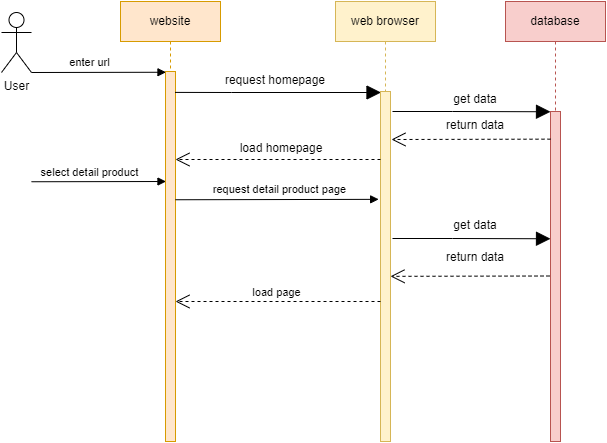 website
web browser
database
User
enter url
request homepage
get data
return data
load homepage
select detail product
request detail product page
get data
return data
load page